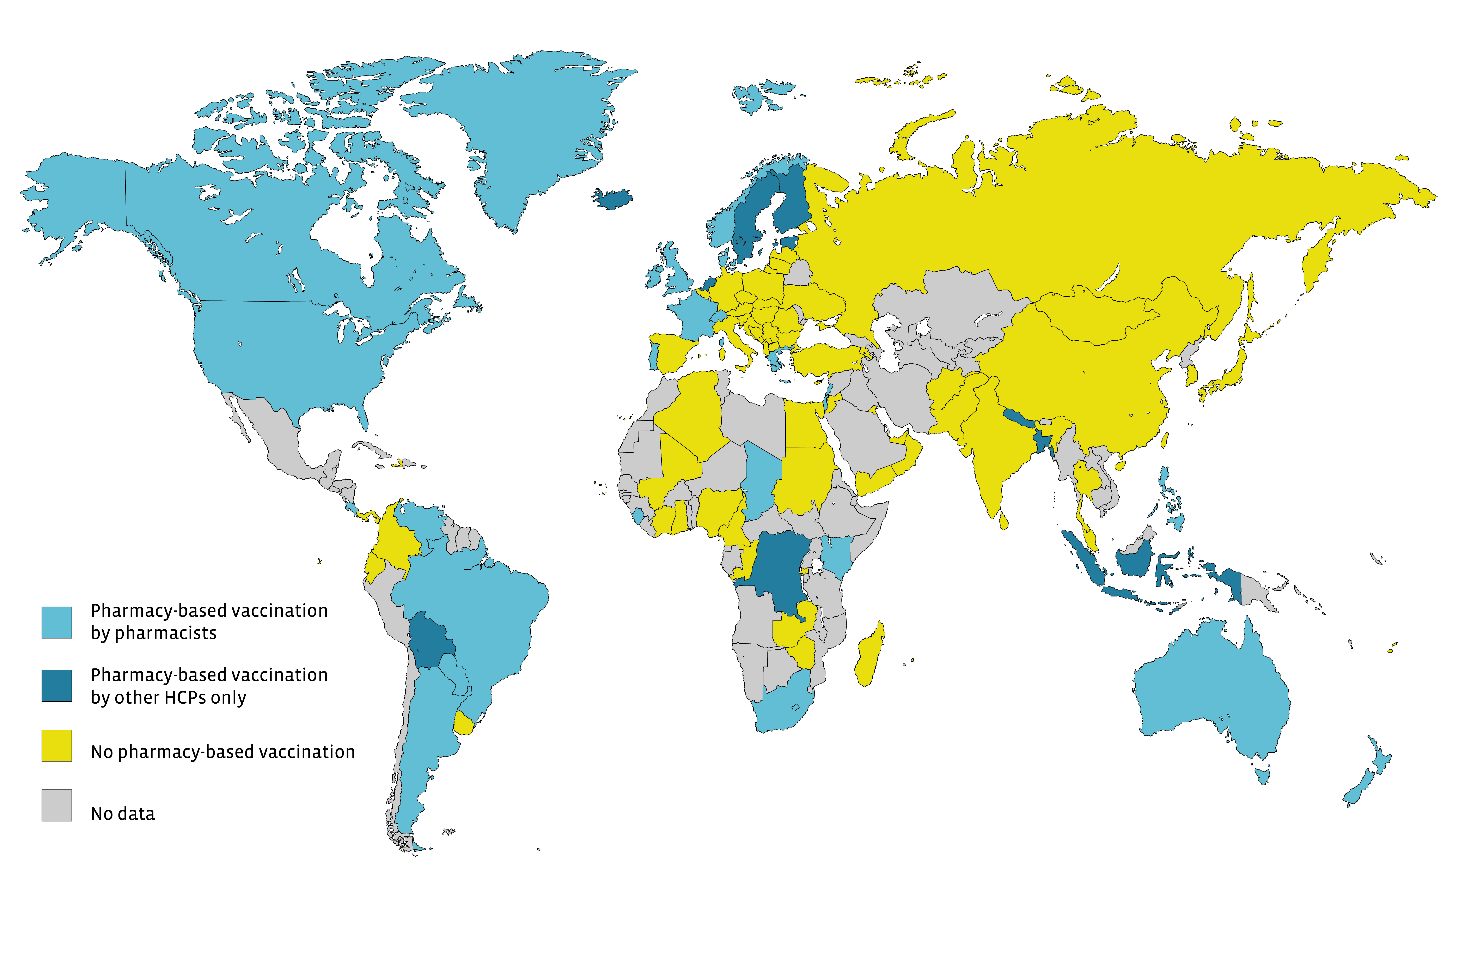 Pharmacy-based vaccination
by pharmacists
Pharmacy-based vaccination
by other HCPs only
No pharmacy-based vaccination
No data